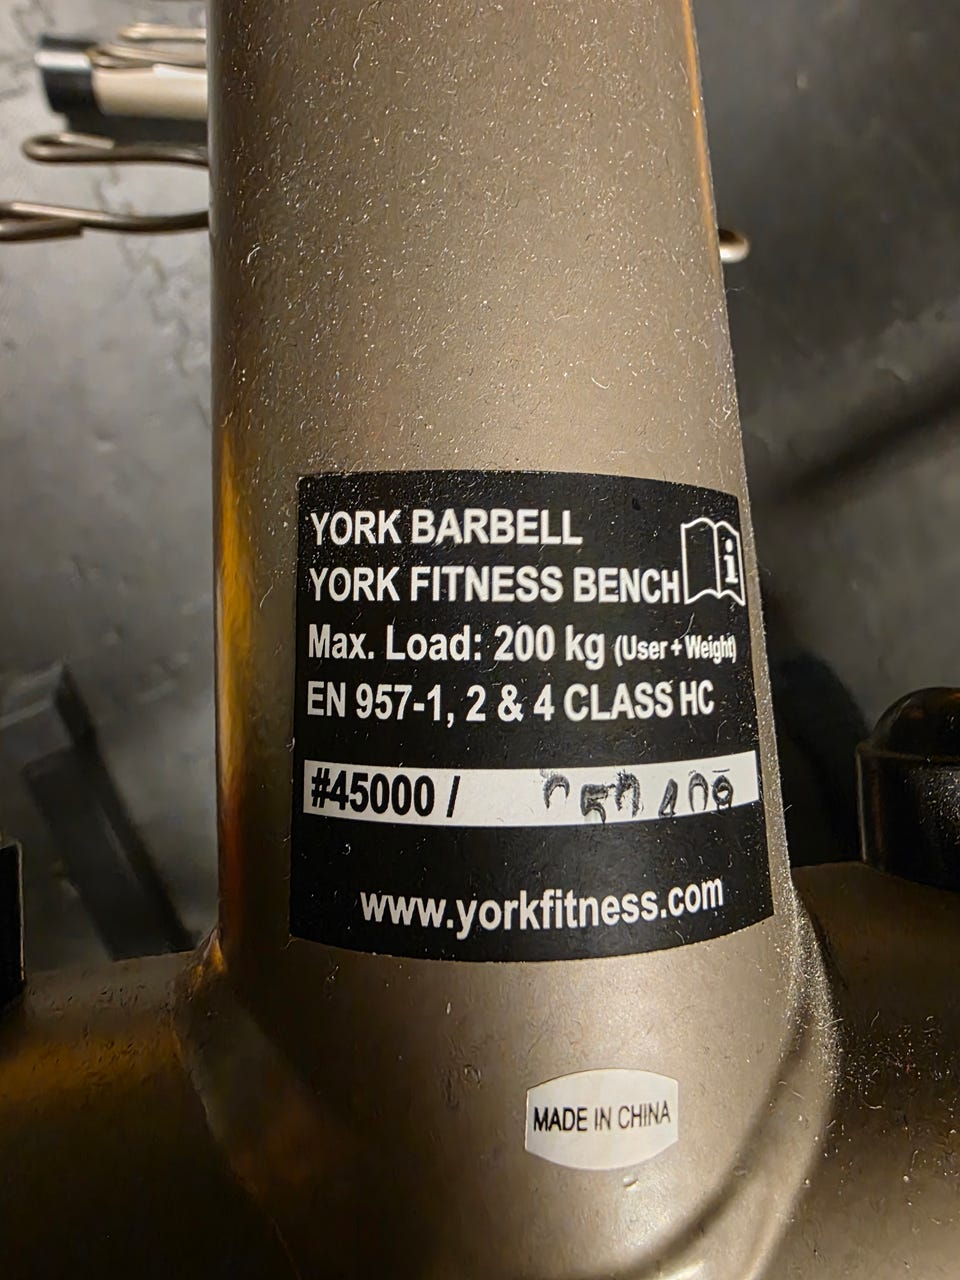 YORK BARBELL
YORK FITNESS BENCH
Max. Load: 200 kg (User + Weight)
EN 957-1, 2 & 4 CLASS HC
#45000 /
www.yorkfitness.com
MADE IN CHINA